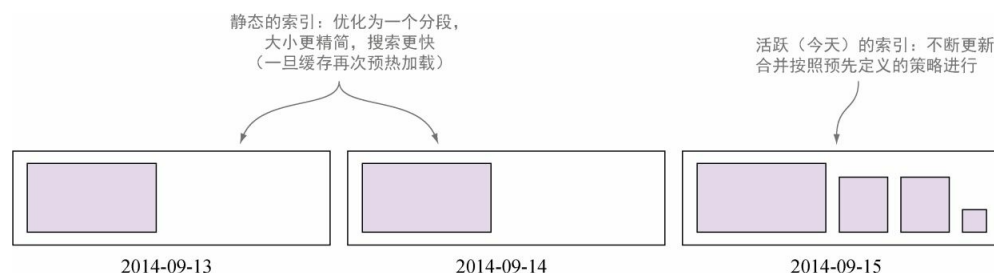 静态的索引：优化为一个分段，
大小更精简，搜索更快
（一旦缓存再次预热加载）
活跃（今天）的索引：不断更新
合并按照预先定义的策略进行
2014-09-13
2014-09-14
2014-09-15